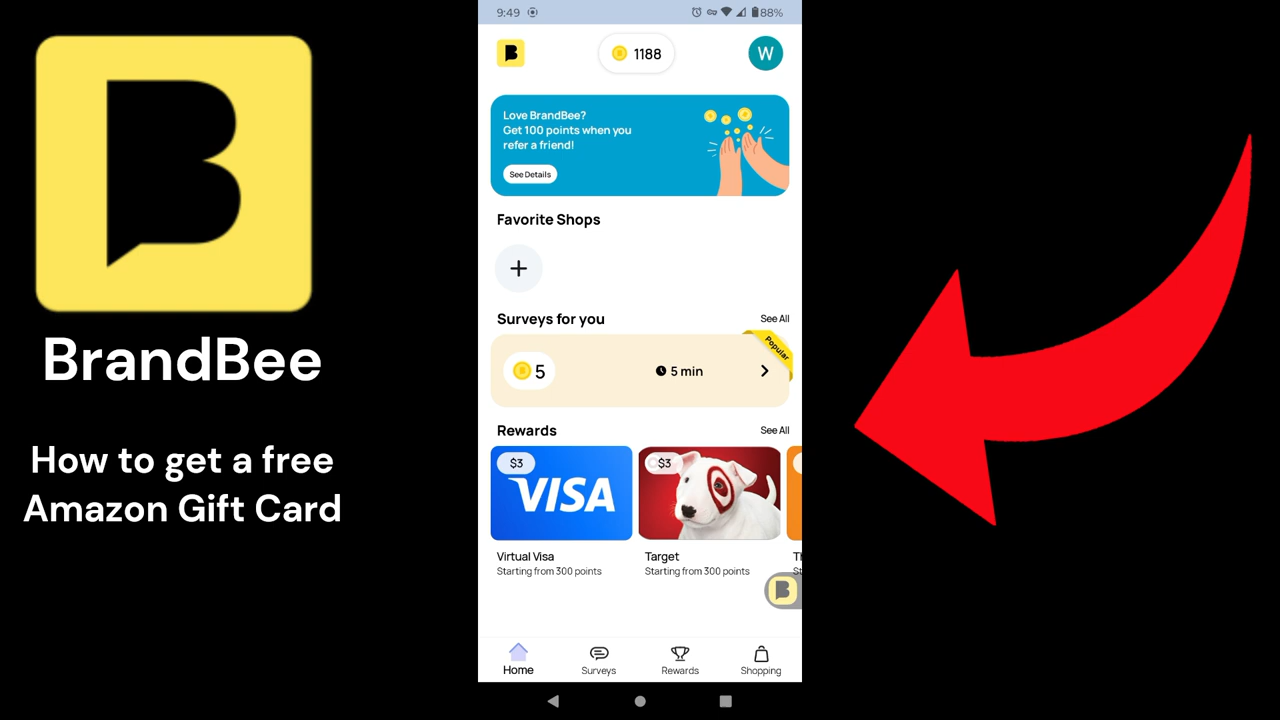 BrandBee
How to get a free
Amazon Gift Card
9:49
88%
B
1188
W
Love BrandBee?
Get 100 points when you
refer a friend!
See Details
Favorite Shops
+
Surveys for you
See All
Popular
5
5 min
Rewards
See All
$3
VISA
$3
Virtual Visa
Starting from 300 points
Target
Starting from 300 points
Home
Surveys
Rewards
Shopping